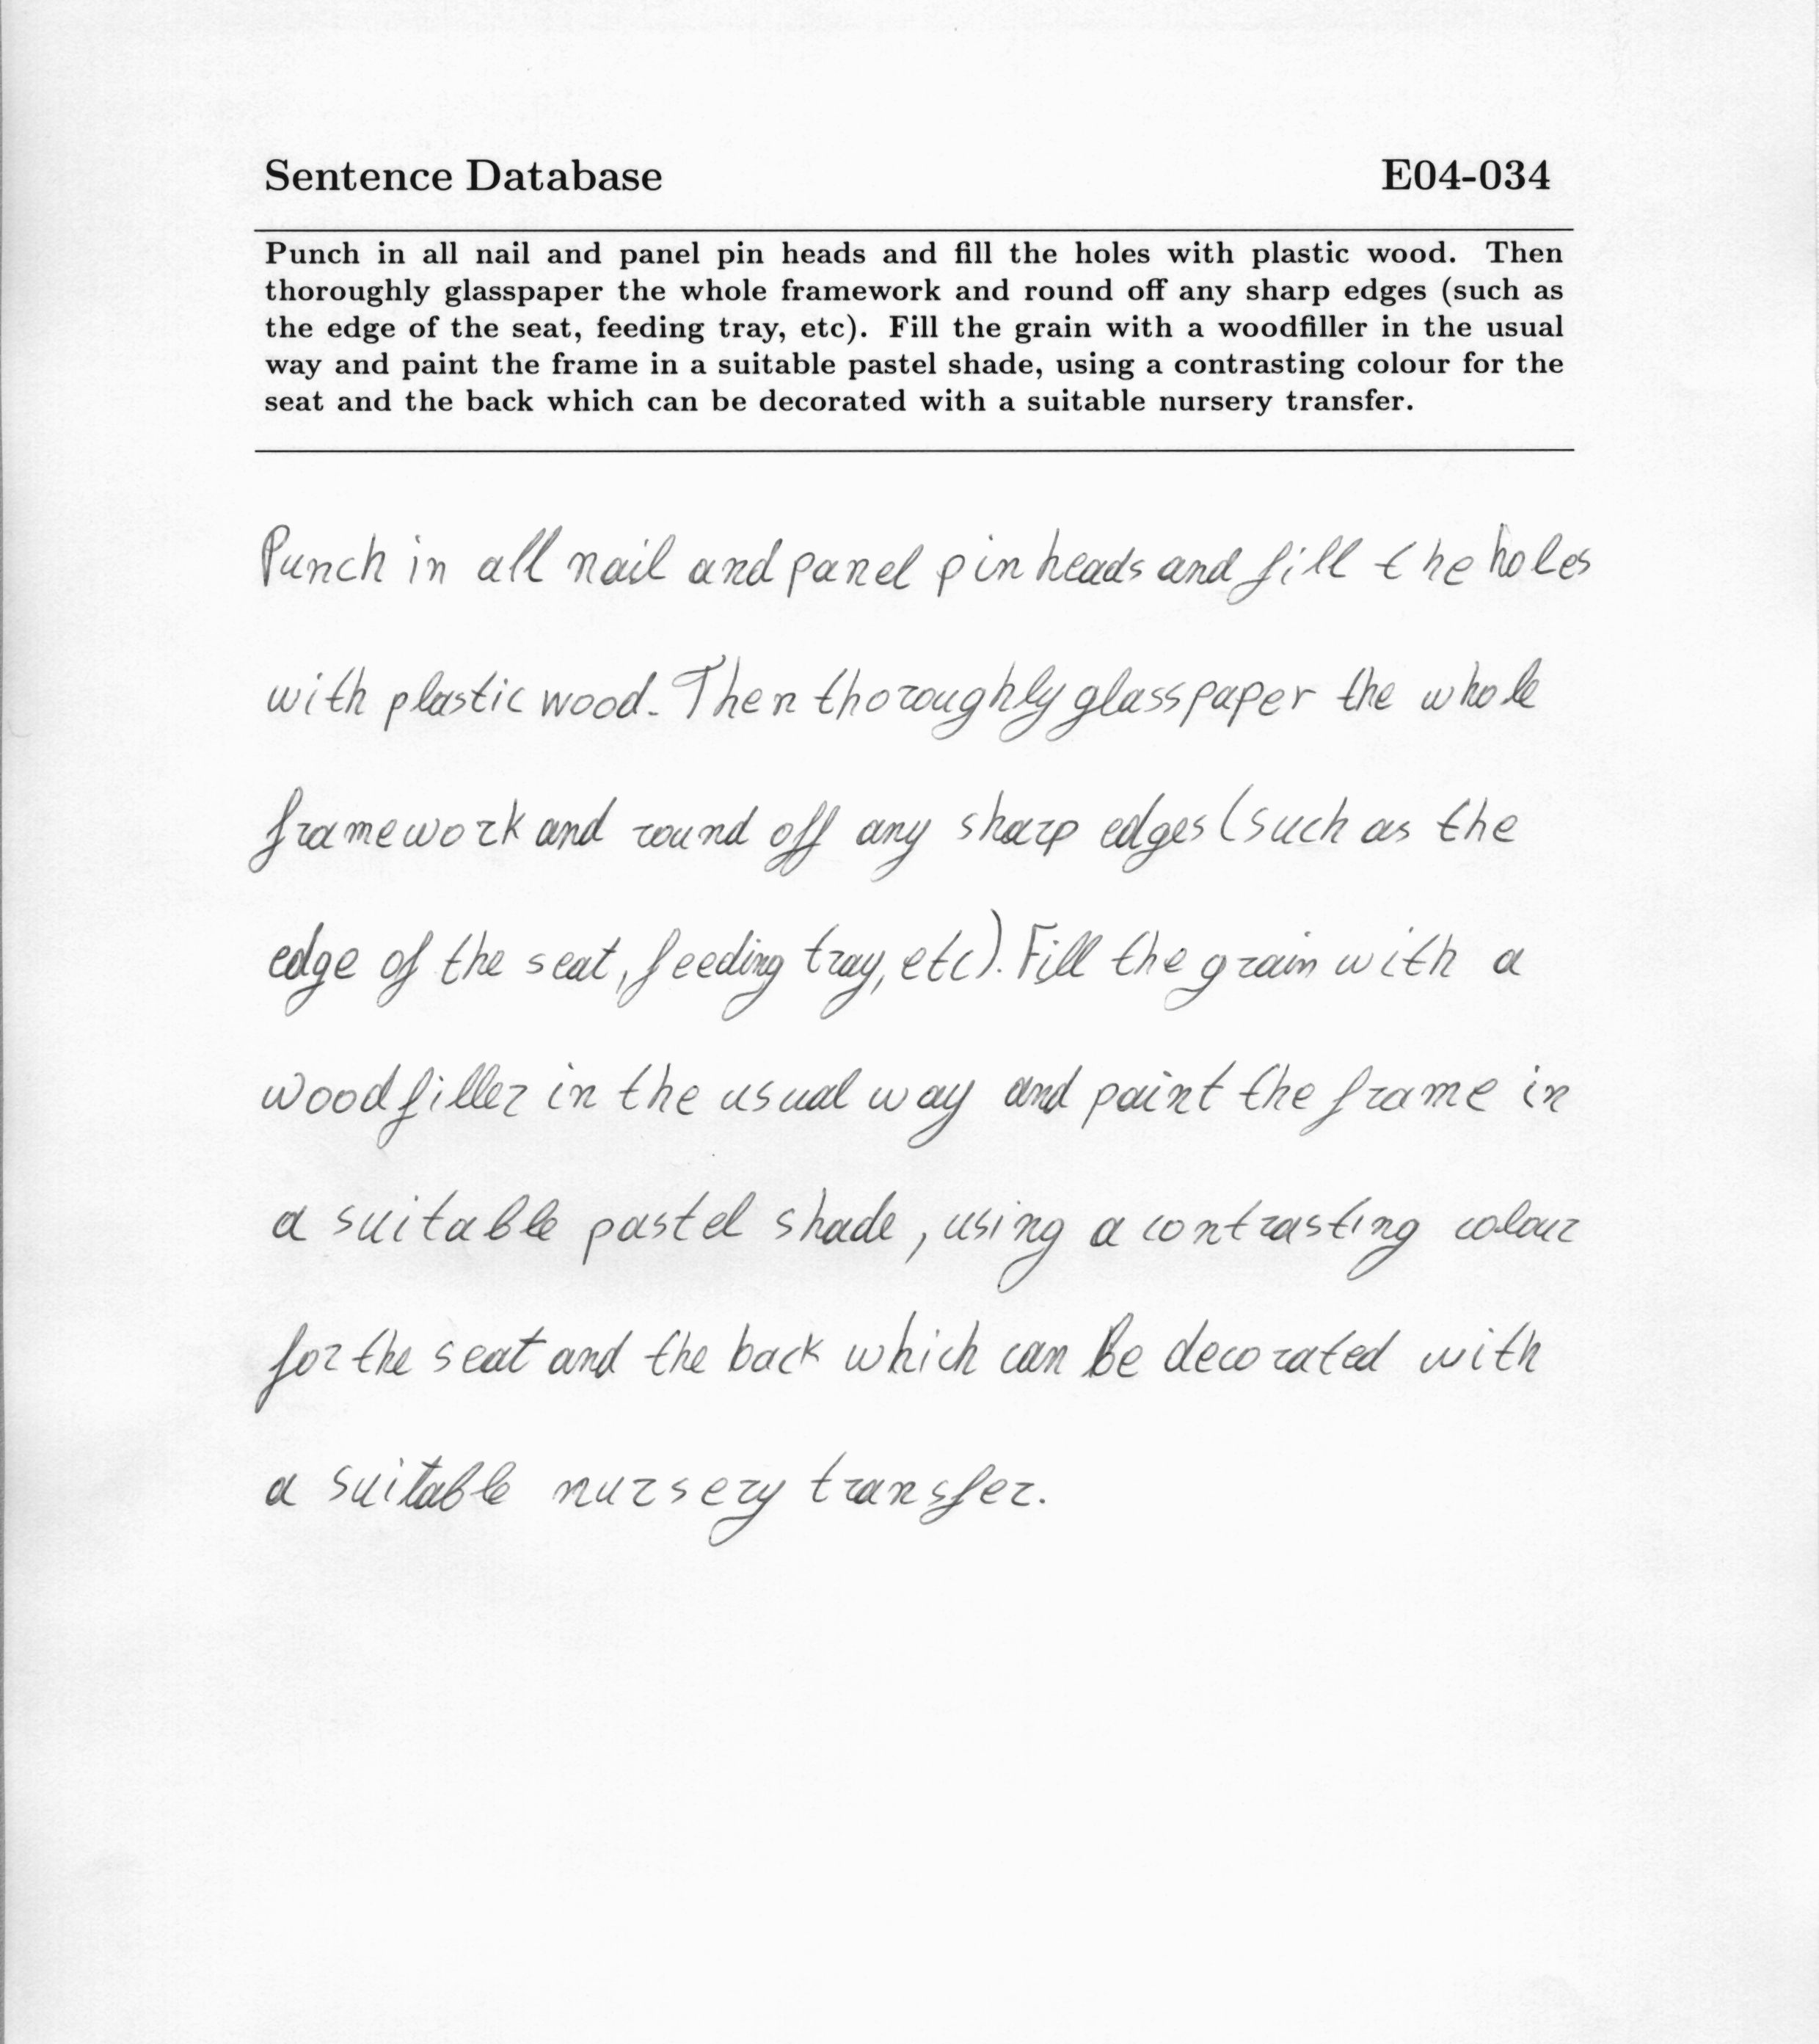 Sentence Database E04-034
Punch in all nail and panel pin heads and fill the holes with plastic wood. Then
thoroughly glasspaper the whole framework and round off any sharp edges (such as
the edge of the seat, feeding tray, etc). Fill the grain with a woodfiller in the usual
way and paint the frame in a suitable pastel shade, using a contrasting colour for the
seat and the back which can be decorated with a suitable nursery transfer.
Punch in all nail and panel pin heads and fill the holes
with plastic wood. Then thoroughly glasspaper the whole
framework and round off any sharp edges (such as the
edge of the seat, feeding tray, etc). Fill the grain with a
woodfiller in the usual way and paint the frame in
a suitable pastel shade, using a contrasting colour
for the seat and the back which can be decorated with
a suitable nursery transfer.